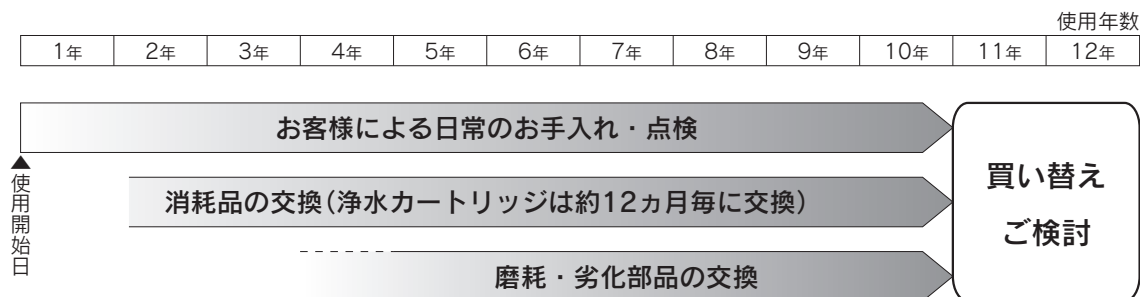 使用年数
1年 2年 3年 4年 5年 6年 7年 8年 9年 10年 11年 12年
お客様による日常のお手入れ・点検
使用開始日
消耗品の交換(浄水カートリッジは約12ヵ月毎に交換)
磨耗・劣化部品の交換
買い替え
ご検討